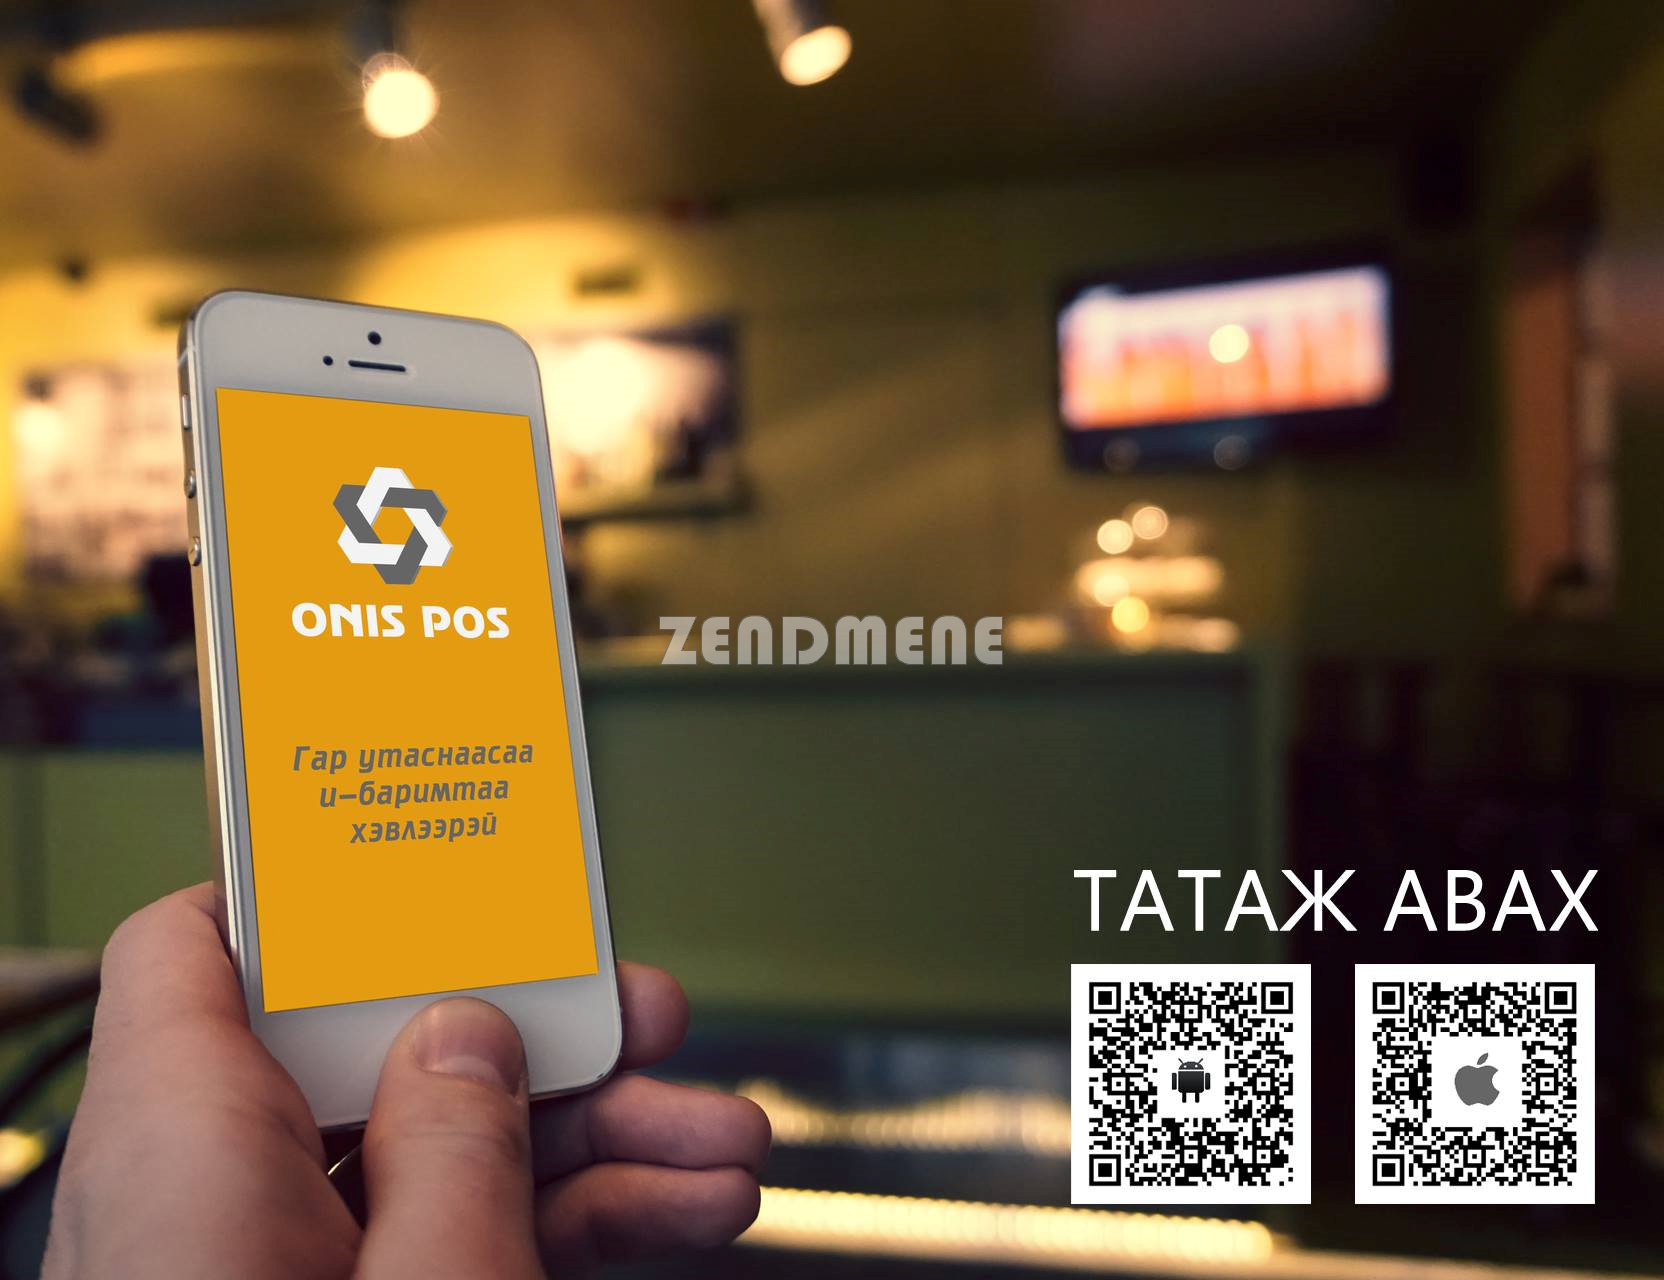 ONIS POS
Гар утаснаасаа
и-баримтаа
хэвлээрэй
ZENDMENE
ТАТАЖ АВАХ